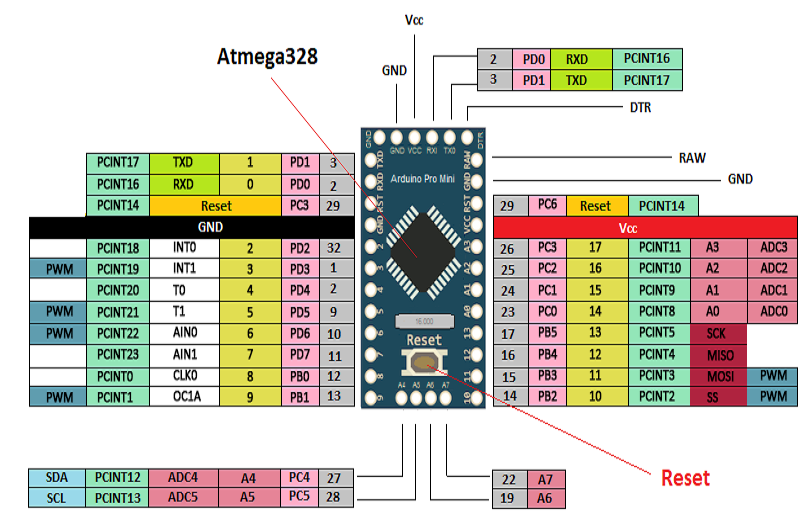 Vcc
Atmega328
GND
2 PD0 RXD PCINT16
3 PD1 TXD PCINT17
DTR
RAW
GND
GND GND VCC RX0 TX0 DTR
TXD RXD RST GND 2 3 4 5 6 7 8 9
RAW GND RST VCC A3 A2 A1 A0 13 12 11 10
Arduino Pro Mini
16.000
Reset
A4 A5 A6 A7
PCINT17 TXD 1 PD1 3
PCINT16 RXD 0 PD0 2
PCINT14 Reset PC3 29
GND
PCINT18 INT0 2 PD2 32
PWM PCINT19 INT1 3 PD3 1
PCINT20 T0 4 PD4 2
PWM PCINT21 T1 5 PD5 9
PWM PCINT22 AIN0 6 PD6 10
PCINT23 AIN1 7 PD7 11
PCINT0 CLK0 8 PB0 12
PWM PCINT1 OC1A 9 PB1 13
29 PC6 Reset PCINT14
Vcc
26 PC3 17 PCINT11 A3 ADC3
25 PC2 16 PCINT10 A2 ADC2
24 PC1 15 PCINT9 A1 ADC1
23 PC0 14 PCINT8 A0 ADC0
17 PB5 13 PCINT5 SCK
16 PB4 12 PCINT4 MISO
15 PB3 11 PCINT3 MOSI PWM
14 PB2 10 PCINT2 SS PWM
SDA PCINT12 ADC4 A4 PC4 27
SCL PCINT13 ADC5 A5 PC5 28
22 A7
19 A6
Reset